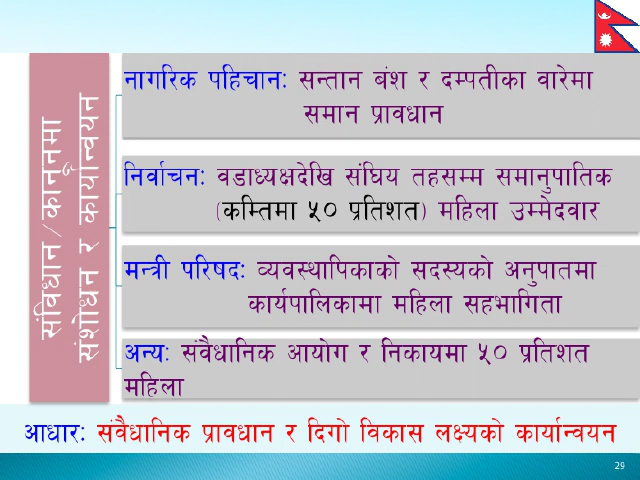 संविधान/कानूनमा
संशोधन र कार्यान्वयन
नागरिक पहिचान: सन्तान बंश र दम्पतीका वारेमा
समान प्रावधान
निर्वाचन: वडाध्यक्षदेखि संघिय तहसम्म समानुपातिक
(कम्तिमा ५० प्रतिशत) महिला उम्मेदवार
मन्त्री परिषद: व्यवस्थापिकाको सदस्यको अनुपातमा
कार्यपालिकामा महिला सहभागिता
अन्य: संवैधानिक आयोग र निकायमा ५० प्रतिशत
महिला
आधार: संवैधानिक प्रावधान र दिगो विकास लक्ष्यको कार्यान्वयन
29